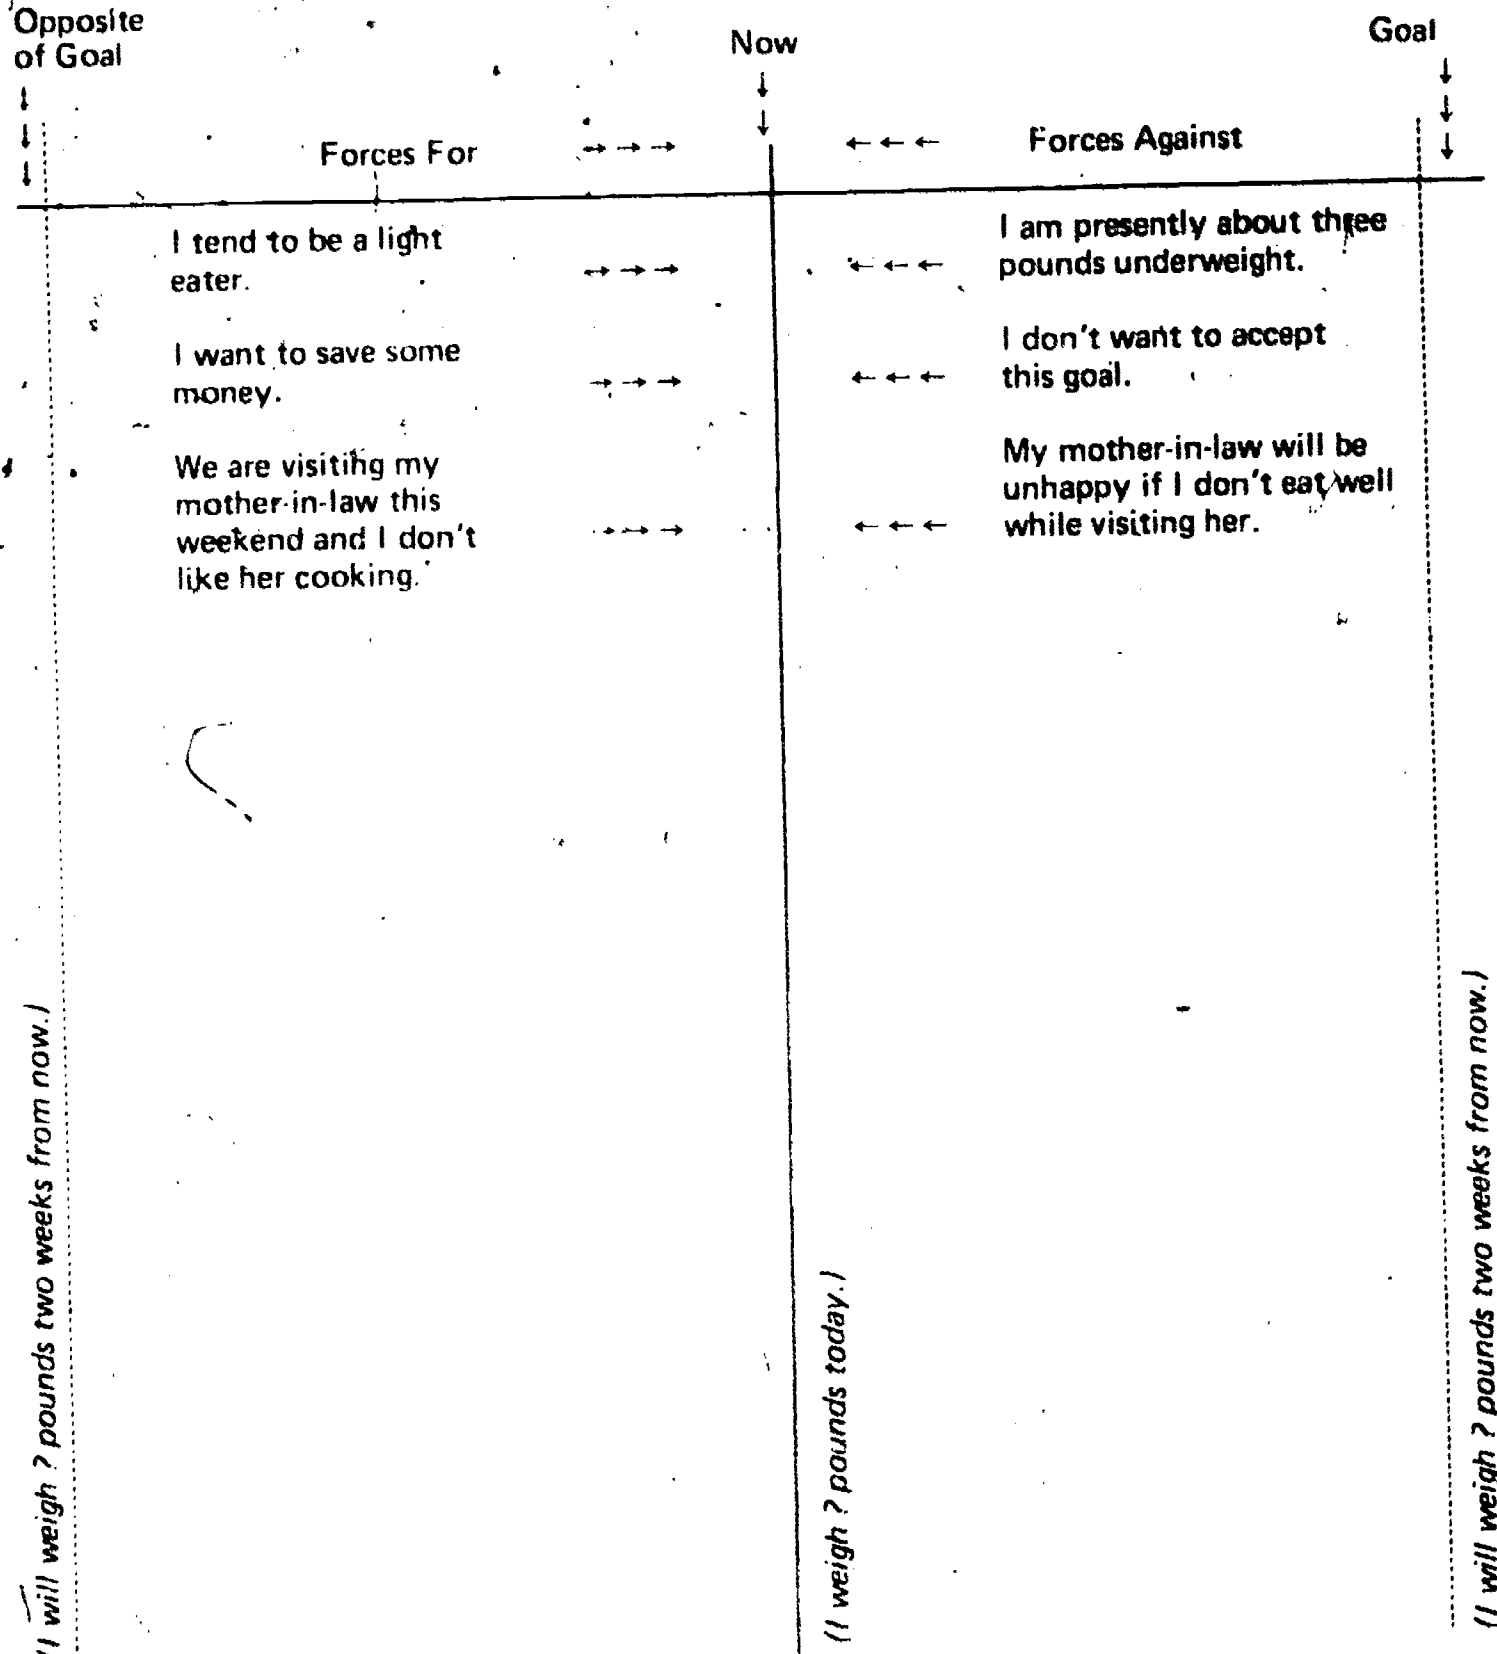 Opposite
of Goal
Now
Goal
Forces For
Forces Against
I tend to be a light
eater.
I want to save some
money.
We are visiting my
mother-in-law this
weekend and I don't
like her cooking.
I am presently about three
pounds underweight.
I don't want to accept
this goal.
My mother-in-law will be
unhappy if I don't eat well
while visiting her.
(I will weigh ? pounds two weeks from now.)
(I weigh ? pounds today.)
(I will weigh ? pounds two weeks from now.)